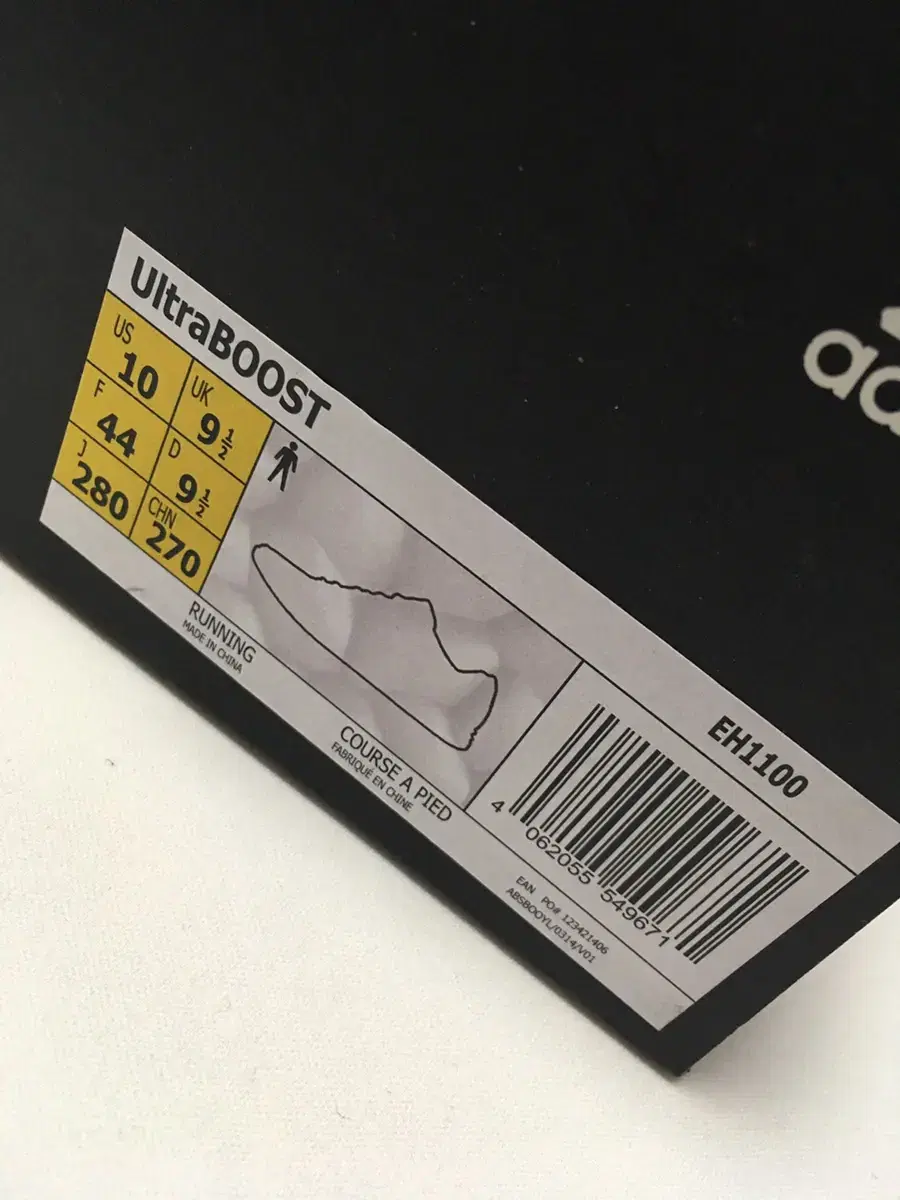 UltraBOOST
US
10
UK
9½
F
44
D
9½
J
280
CHN
270
RUNNING
MADE IN CHINA
COURSE A PIED
FABRIQUÉ EN CHINE
EH1100
4 062055 549671
EAN PO# 123421406
ABSBOOYL/0314/V01
ad